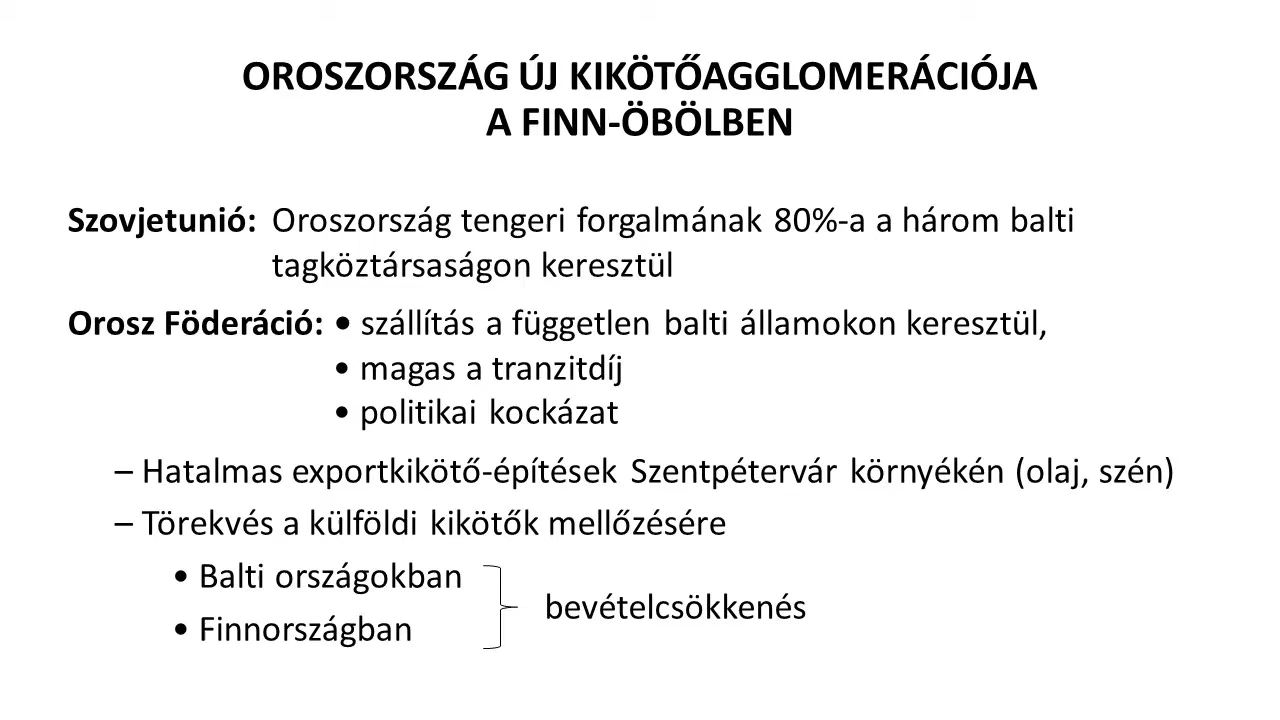 OROSZORSZÁG ÚJ KIKÖTŐAGGLOMERÁCIÓJA
A FINN-ÖBÖLBEN
Szovjetunió: Oroszország tengeri forgalmának 80%-a a három balti
tagköztársaságon keresztül
Orosz Föderáció: • szállítás a független balti államokon keresztül,
• magas a tranzitdíj
• politikai kockázat
– Hatalmas exportkikötő-építések Szentpétervár környékén (olaj, szén)
– Törekvés a külföldi kikötők mellőzésére
• Balti országokban
bevételcsökkenés
• Finnországban